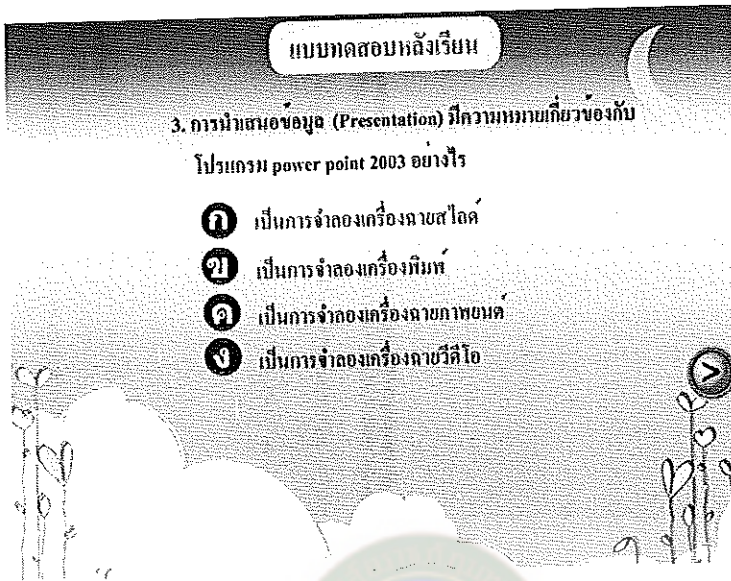 แบบทดสอบหลังเรียน
3. การนำเสนอข้อมูล (Presentation) มีความหมายเกี่ยวข้องกับ
โปรแกรม power point 2003 อย่างไร
ก เป็นการจำลองเครื่องฉายสไลด์
ข เป็นการจำลองเครื่องพิมพ์
ค เป็นการจำลองเครื่องฉายภาพยนต์
ง เป็นการจำลองเครื่องฉายวีดีโอ
>